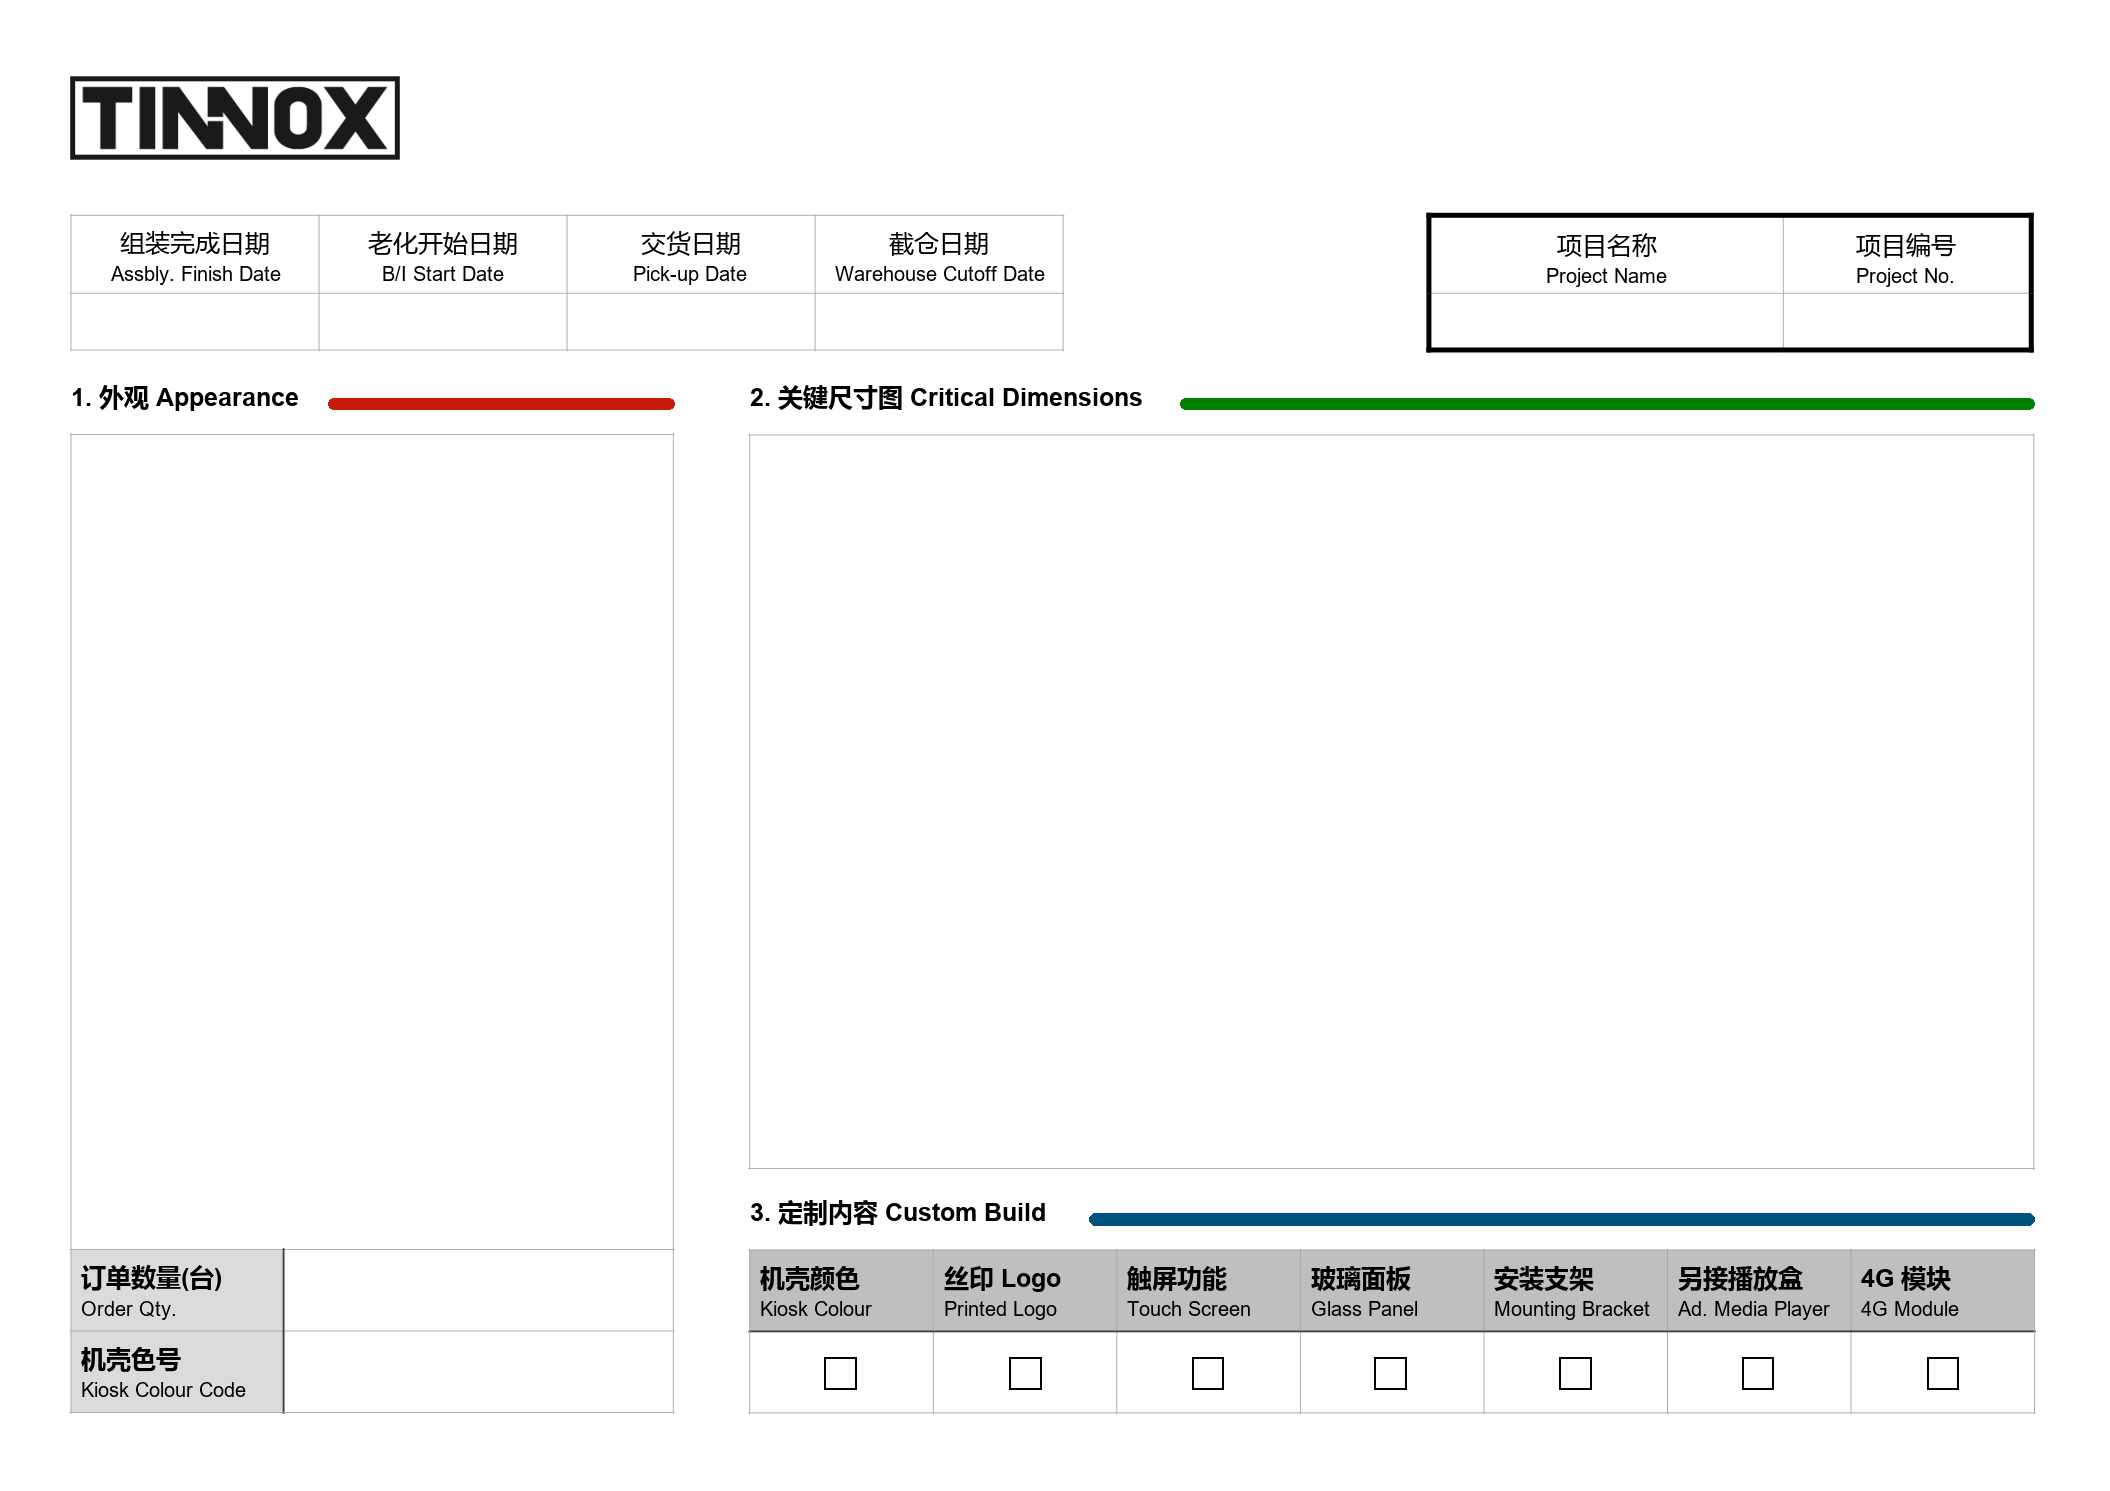 TINNOX
组装完成日期
Assbly. Finish Date
老化开始日期
B/I Start Date
交货日期
Pick-up Date
截仓日期
Warehouse Cutoff Date
项目名称
Project Name
项目编号
Project No.
1. 外观 Appearance
2. 关键尺寸图 Critical Dimensions
订单数量(台)
Order Qty.
机壳色号
Kiosk Colour Code
3. 定制内容 Custom Build
机壳颜色
Kiosk Colour
丝印 Logo
Printed Logo
触屏功能
Touch Screen
玻璃面板
Glass Panel
安装支架
Mounting Bracket
另接播放盒
Ad. Media Player
4G 模块
4G Module